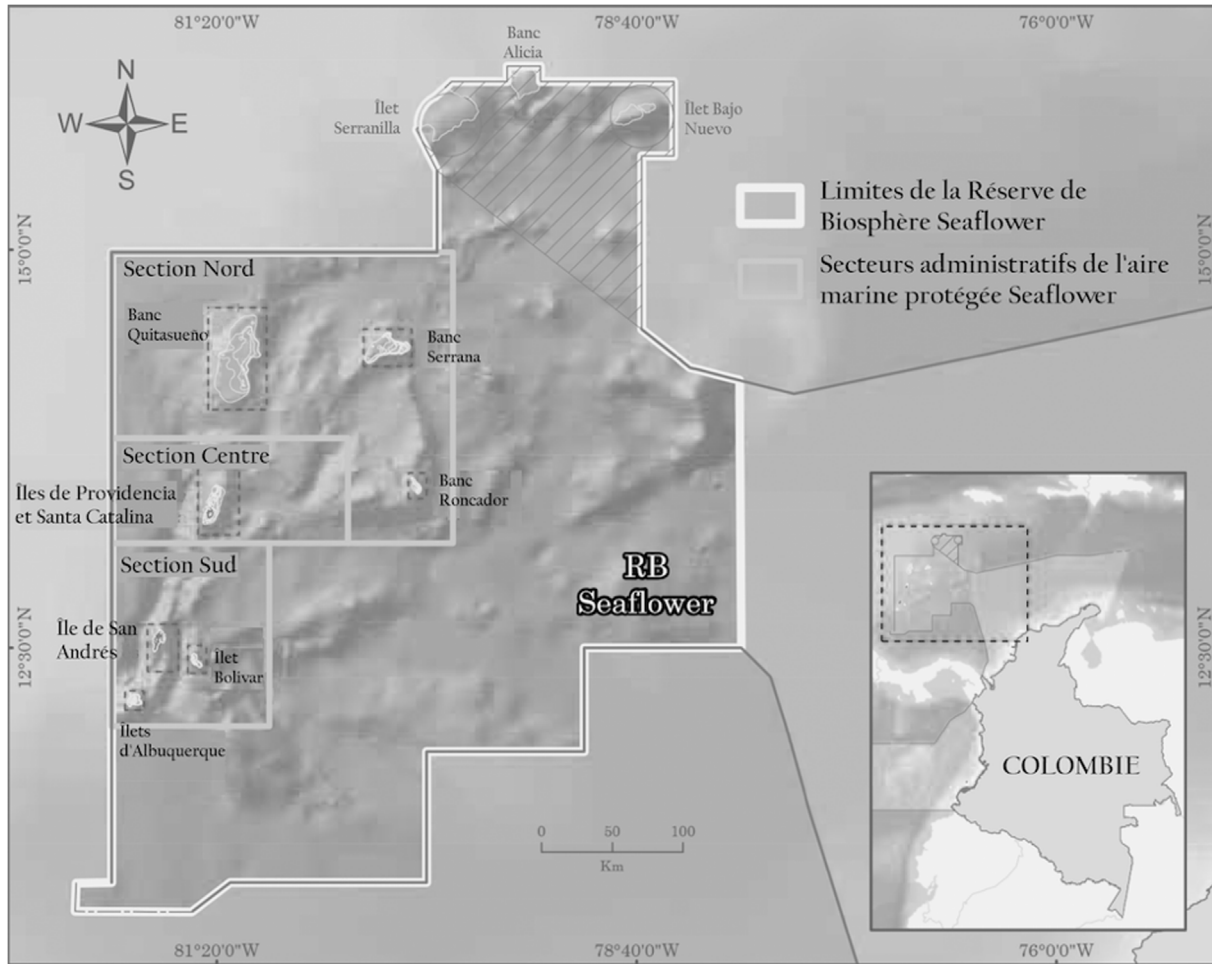 81°20'0"W
78°40'0"W
76°0'0"W
Banc
Alicia
N
W
E
S
Îlet
Serranilla
Îlet Bajo
Nuevo
Limites de la Réserve de
Biosphère Seaflower
Secteurs administratifs de l'aire
marine protégée Seaflower
15°0'0"N
15°0'0"N
Section Nord
Banc
Quitasueño
Banc
Serrana
Section Centre
Îles de Providencia
et Santa Catalina
Banc
Roncador
Section Sud
RB
Seaflower
Île de San
Andrés
Îlet
Bolivar
12°30'0"N
12°30'0"N
Îlets
d'Albuquerque
COLOMBIE
0 50 100
Km
81°20'0"W
78°40'0"W
76°0'0"W